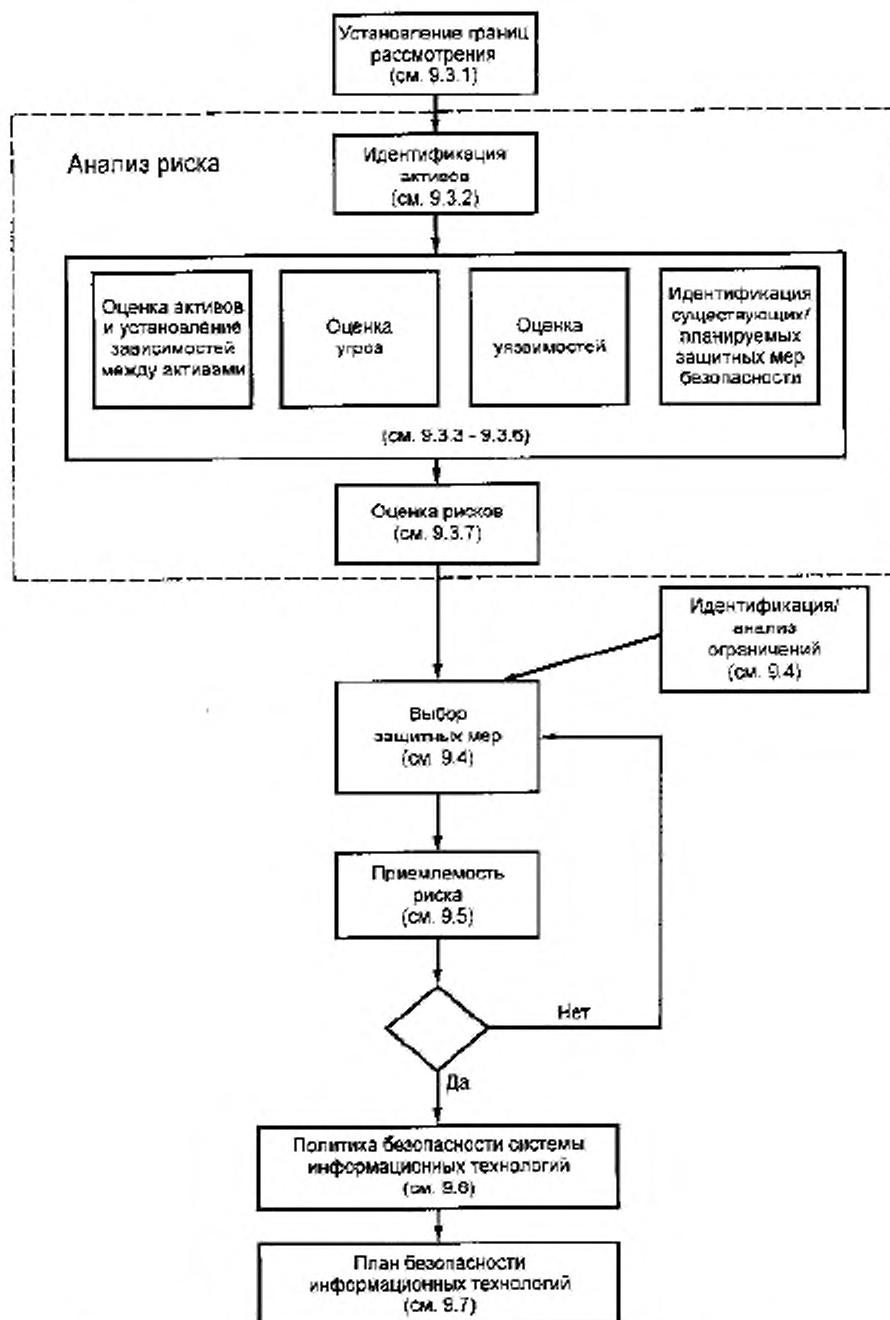 Установление границ
рассмотрения
(см. 9.3.1)
Анализ риска
Идентификация
активов
(см. 9.3.2)
Оценка активов
и установление
зависимостей
между активами
Оценка
угроз
Оценка
уязвимостей
Идентификация
существующих/
планируемых
защитных мер
безопасности
(см. 9.3.3 - 9.3.6)
Оценка рисков
(см. 9.3.7)
Идентификация/
анализ
ограничений
(см. 9.4)
Выбор
защитных мер
(см. 9.4)
Приемлемость
риска
(см. 9.5)
Нет
Да
Политика безопасности системы
информационных технологий
(см. 9.6)
План безопасности
информационных технологий
(см. 9.7)